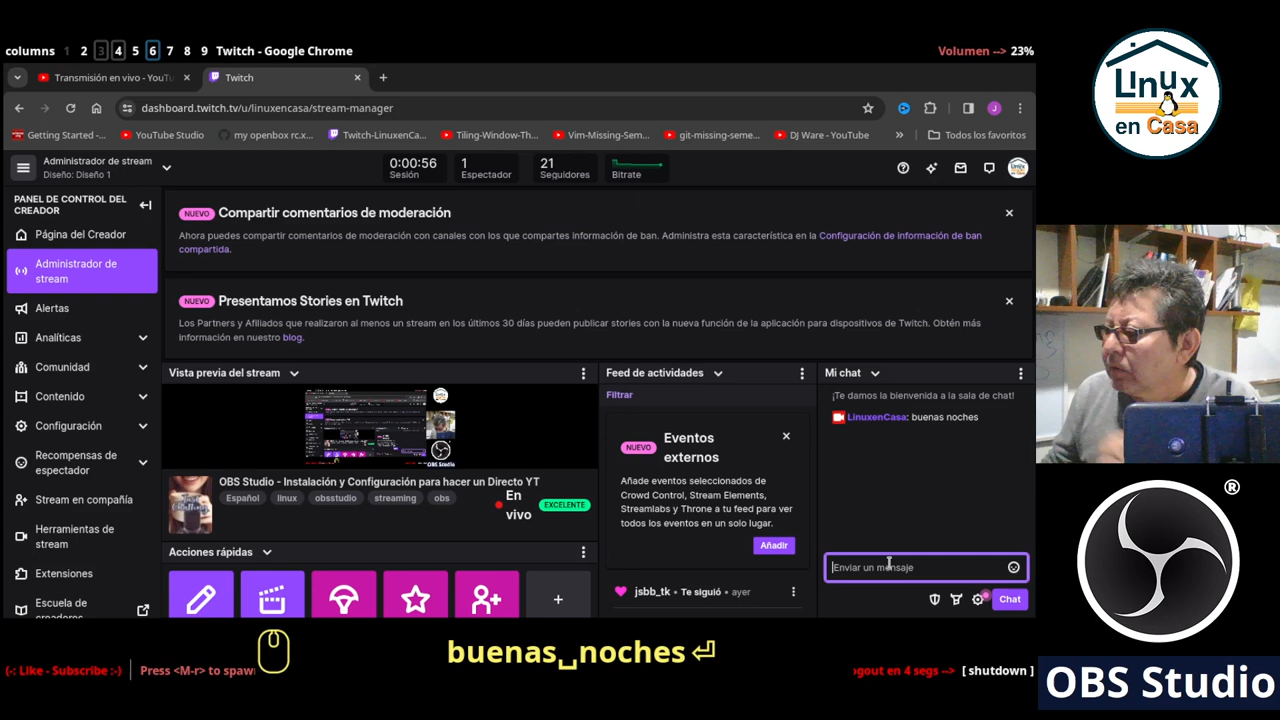 columns 1 2 3 4 5 6 7 8 9 Twitch - Google Chrome
Volumen --> 23%
Transmisión en vivo - YouTu
Twitch
dashboard.twitch.tv/u/linuxencasa/stream-manager
Getting Started -...
YouTube Studio
my openbox rc.x...
Twitch-LinuxenCa...
Tiling-Window-Th...
Vim-Missing-Sem...
git-missing-seme...
DJ Ware - YouTube
»
Todos los favoritos
Administrador de stream
Diseño: Diseño 1
0:00:56
Sesión
1
Espectador
21
Seguidores
Bitrate
PANEL DE CONTROL DEL
CREADOR
Página del Creador
Administrador de
stream
Alertas
Analíticas
Comunidad
Contenido
Configuración
Recompensas de
espectador
Stream en compañía
Herramientas de
stream
Extensiones
Escuela de
creadores
NUEVO Compartir comentarios de moderación
Ahora puedes compartir comentarios de moderación con canales con los que compartes información de ban. Administra esta característica en la Configuración de información de ban
compartida.
NUEVO Presentamos Stories en Twitch
Los Partners y Afiliados que realizaron al menos un stream en los últimos 30 días pueden publicar stories con la nueva función de la aplicación para dispositivos de Twitch. Obtén más
información en nuestro blog.
Vista previa del stream
OBS Studio
OBS Studio - Instalación y Configuración para hacer un Directo YT
Español linux obsstudio streaming obs
En
vivo
EXCELENTE
Acciones rápidas
+
Feed de actividades
Filtrar
NUEVO
Eventos
externos
Añade eventos seleccionados de
Crowd Control, Stream Elements,
Streamlabs y Throne a tu feed para ver
todos los eventos en un solo lugar.
Añadir
jsbb_tk • Te siguió • ayer
Mi chat
¡Te damos la bienvenida a la sala de chat!
LinuxenCasa: buenas noches
Enviar un mensaje
Chat
buenas␣noches⏎
(-: Like - Subscribe :-)
Press <M-r> to spaw
ogout en 4 segs -->
[ shutdown ]
Linux
en Casa
®
OBS Studio